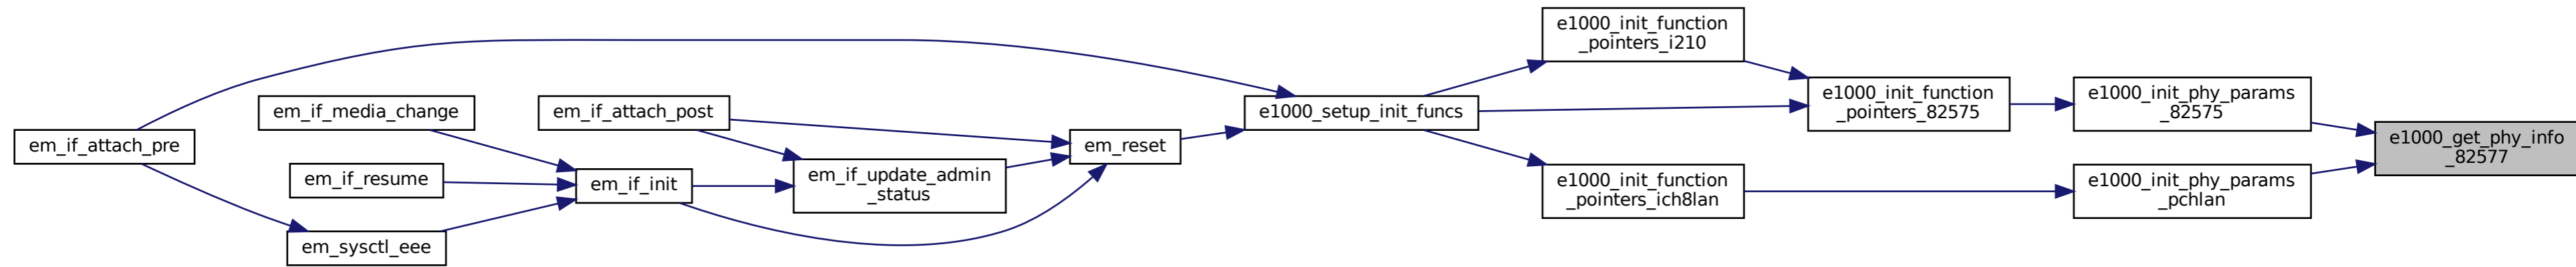 em_if_attach_pre
em_if_media_change
em_if_resume
em_sysctl_eee
em_if_attach_post
em_if_init
em_if_update_admin
_status
em_reset
e1000_setup_init_funcs
e1000_init_function
_pointers_i210
e1000_init_function
_pointers_ich8lan
e1000_init_function
_pointers_82575
e1000_init_phy_params
_82575
e1000_init_phy_params
_pchlan
e1000_get_phy_info
_82577